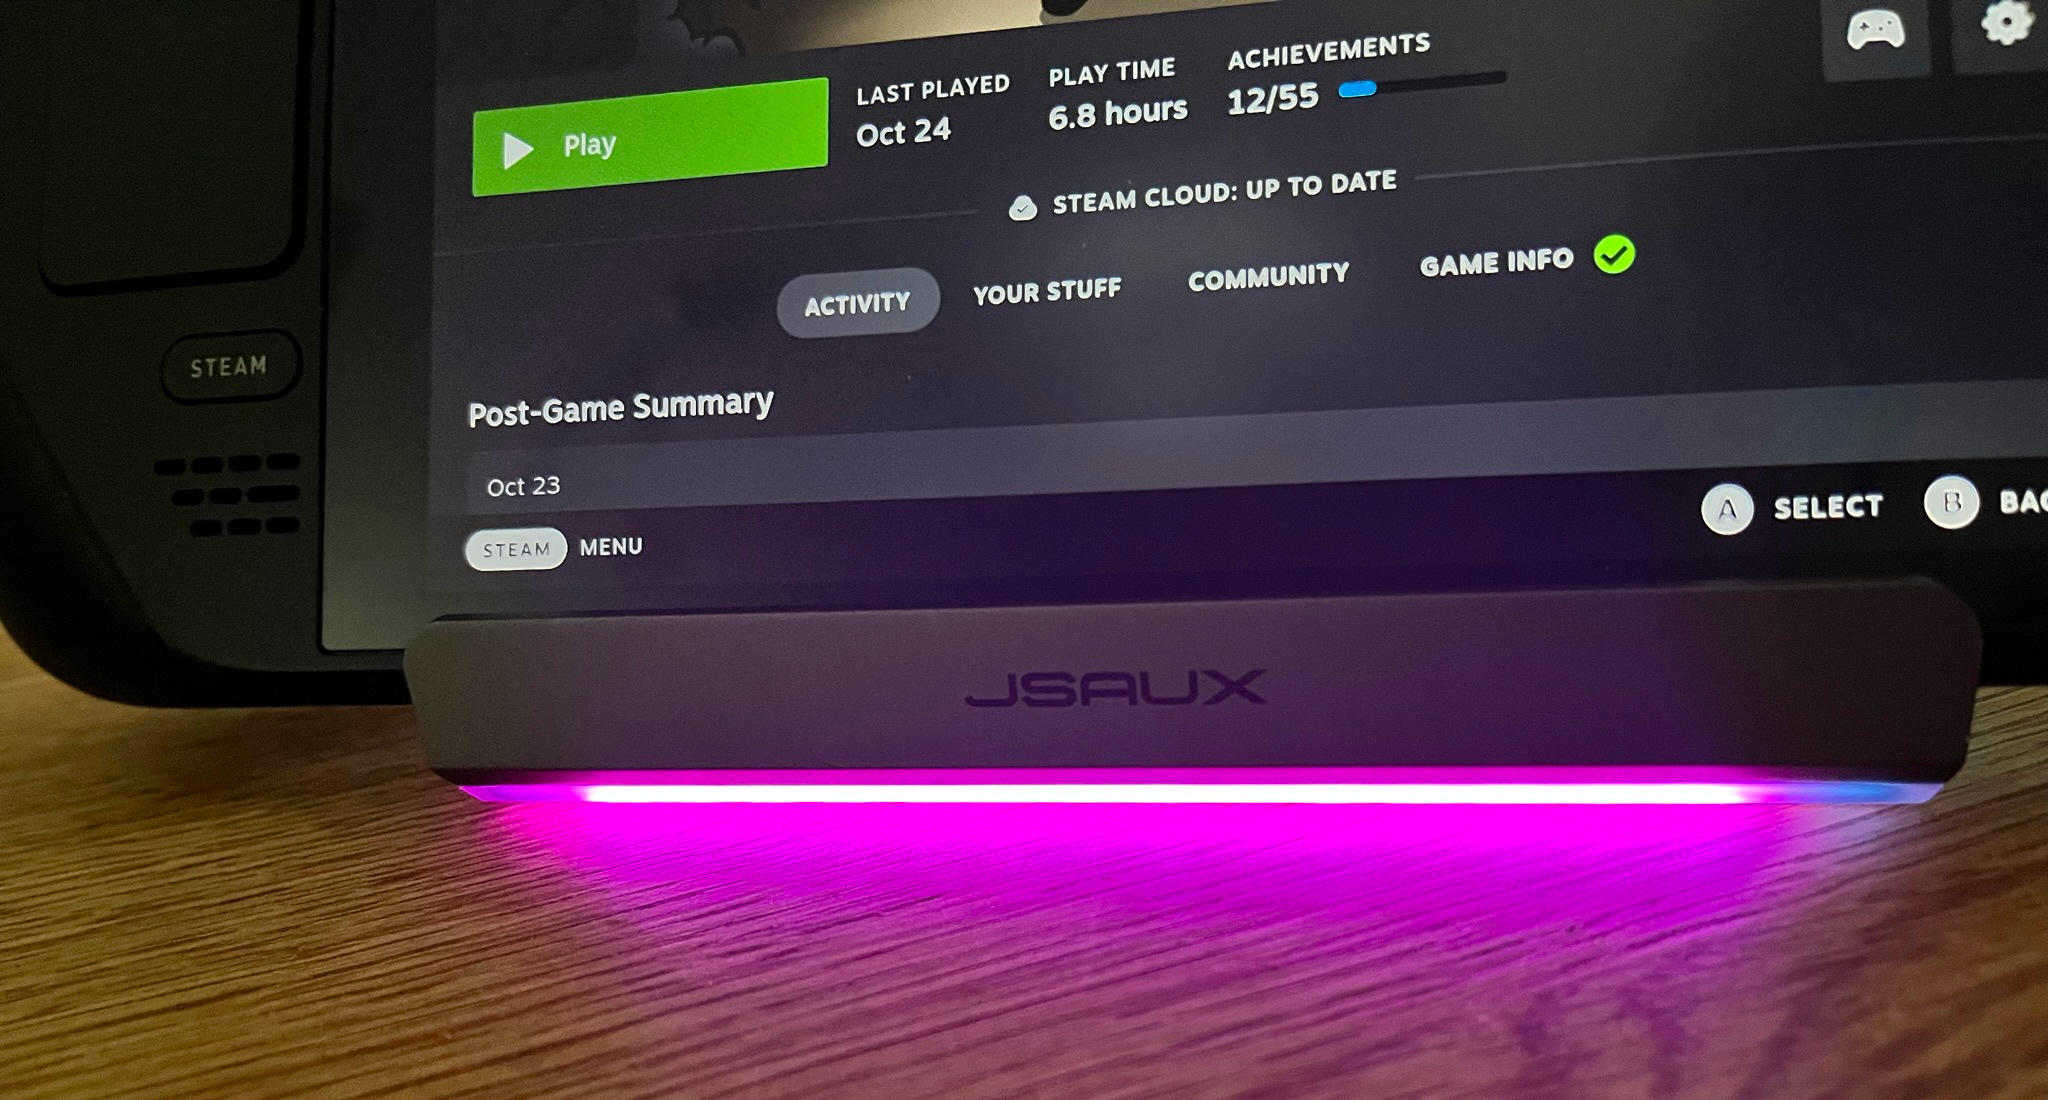 Play
LAST PLAYED
Oct 24
PLAY TIME
6.8 hours
ACHIEVEMENTS
12/55
STEAM CLOUD: UP TO DATE
ACTIVITY YOUR STUFF COMMUNITY GAME INFO
STEAM
Post-Game Summary
Oct 23
STEAM MENU
A SELECT B
JSAUX